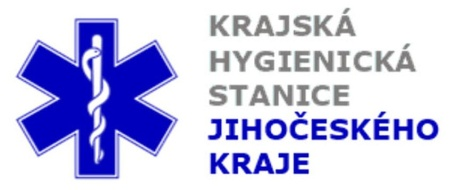 KRAJSKÁ
HYGIENICKÁ
STANICE
JIHOČESKÉHO
KRAJE